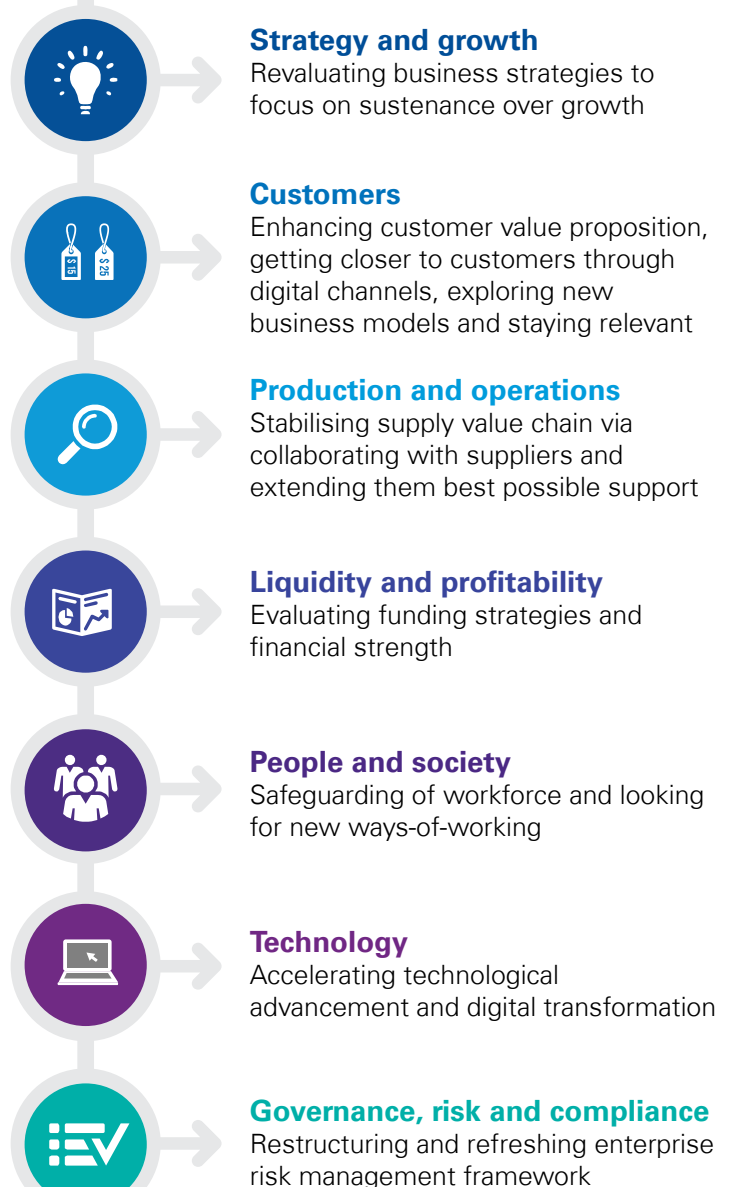 Strategy and growth
Revaluating business strategies to
focus on sustenance over growth
Customers
Enhancing customer value proposition,
getting closer to customers through
digital channels, exploring new
business models and staying relevant
$ 15
$ 25
Production and operations
Stabilising supply value chain via
collaborating with suppliers and
extending them best possible support
Liquidity and profitability
Evaluating funding strategies and
financial strength
People and society
Safeguarding of workforce and looking
for new ways-of-working
Technology
Accelerating technological
advancement and digital transformation
Governance, risk and compliance
Restructuring and refreshing enterprise
risk management framework